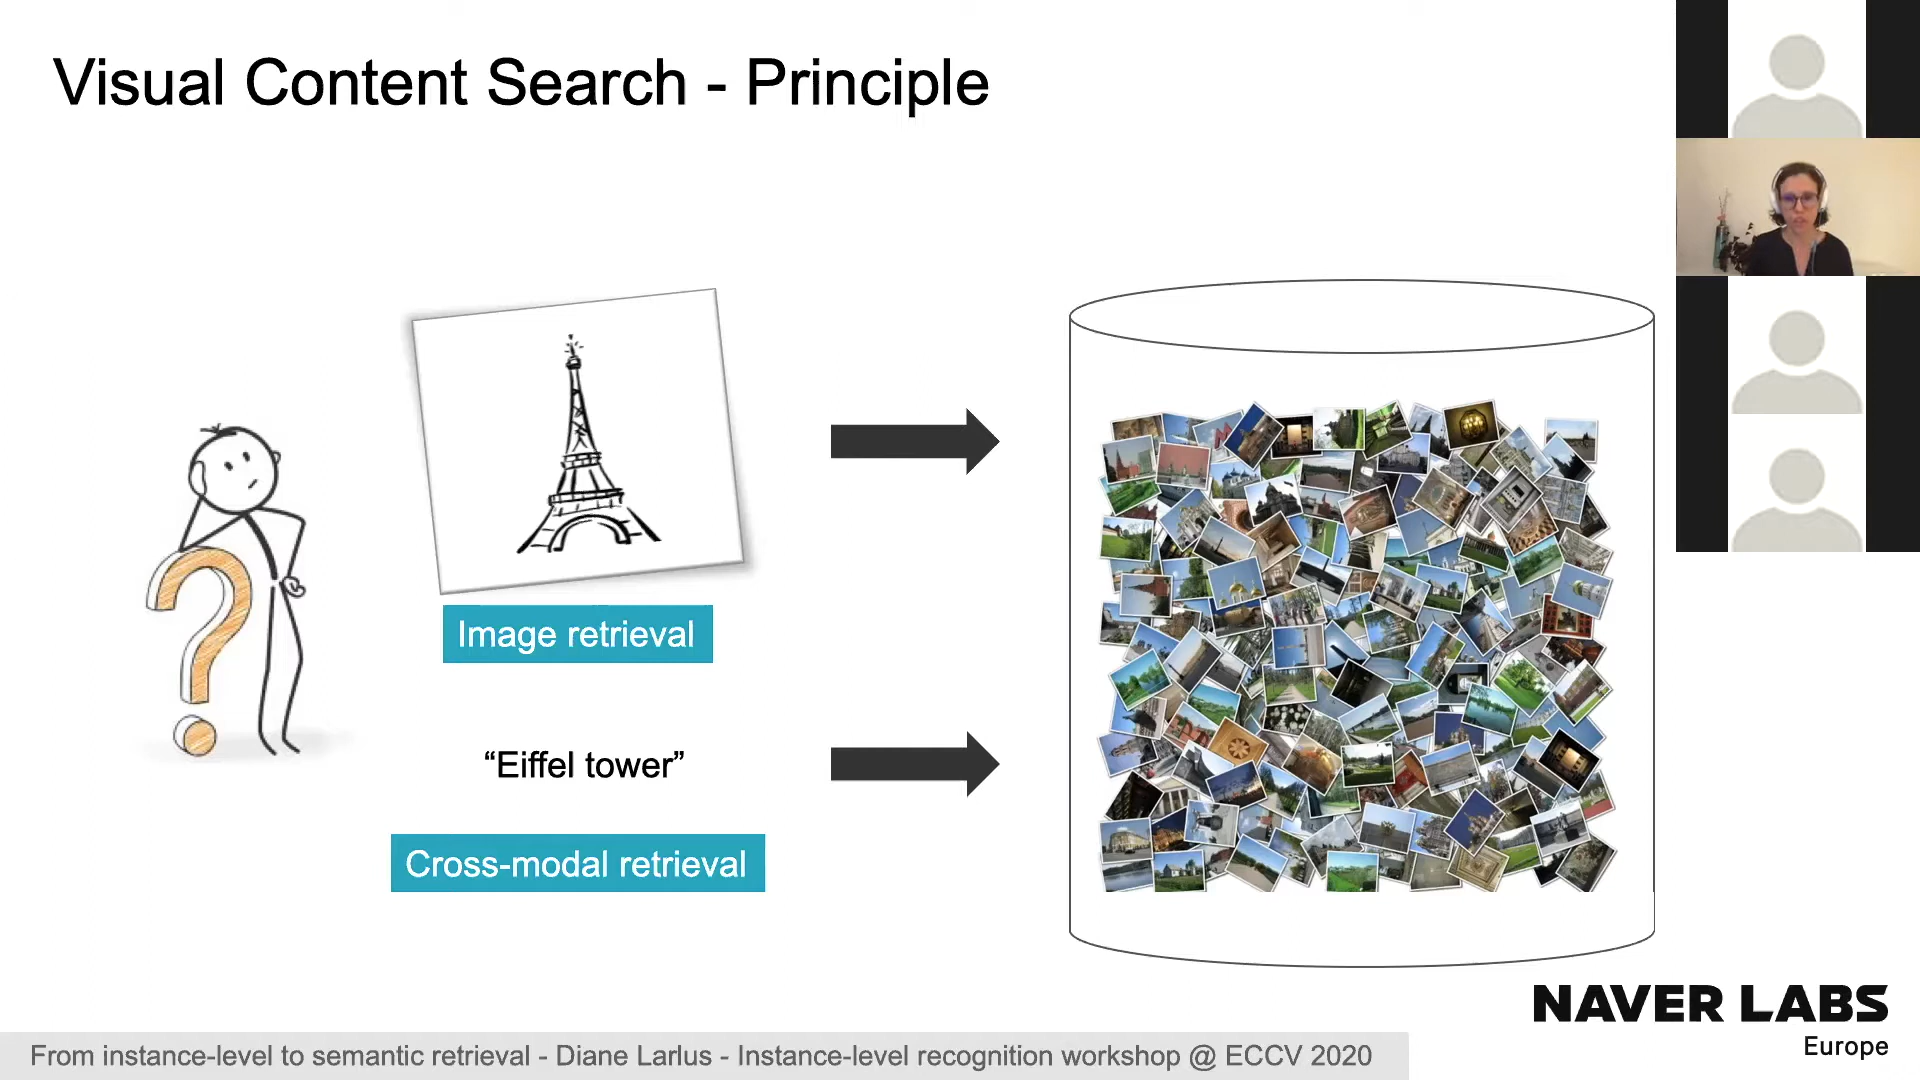 Visual Content Search - Principle
Image retrieval
“Eiffel tower”
Cross-modal retrieval
NAVER LABS
Europe
From instance-level to semantic retrieval - Diane Larlus - Instance-level recognition workshop @ ECCV 2020